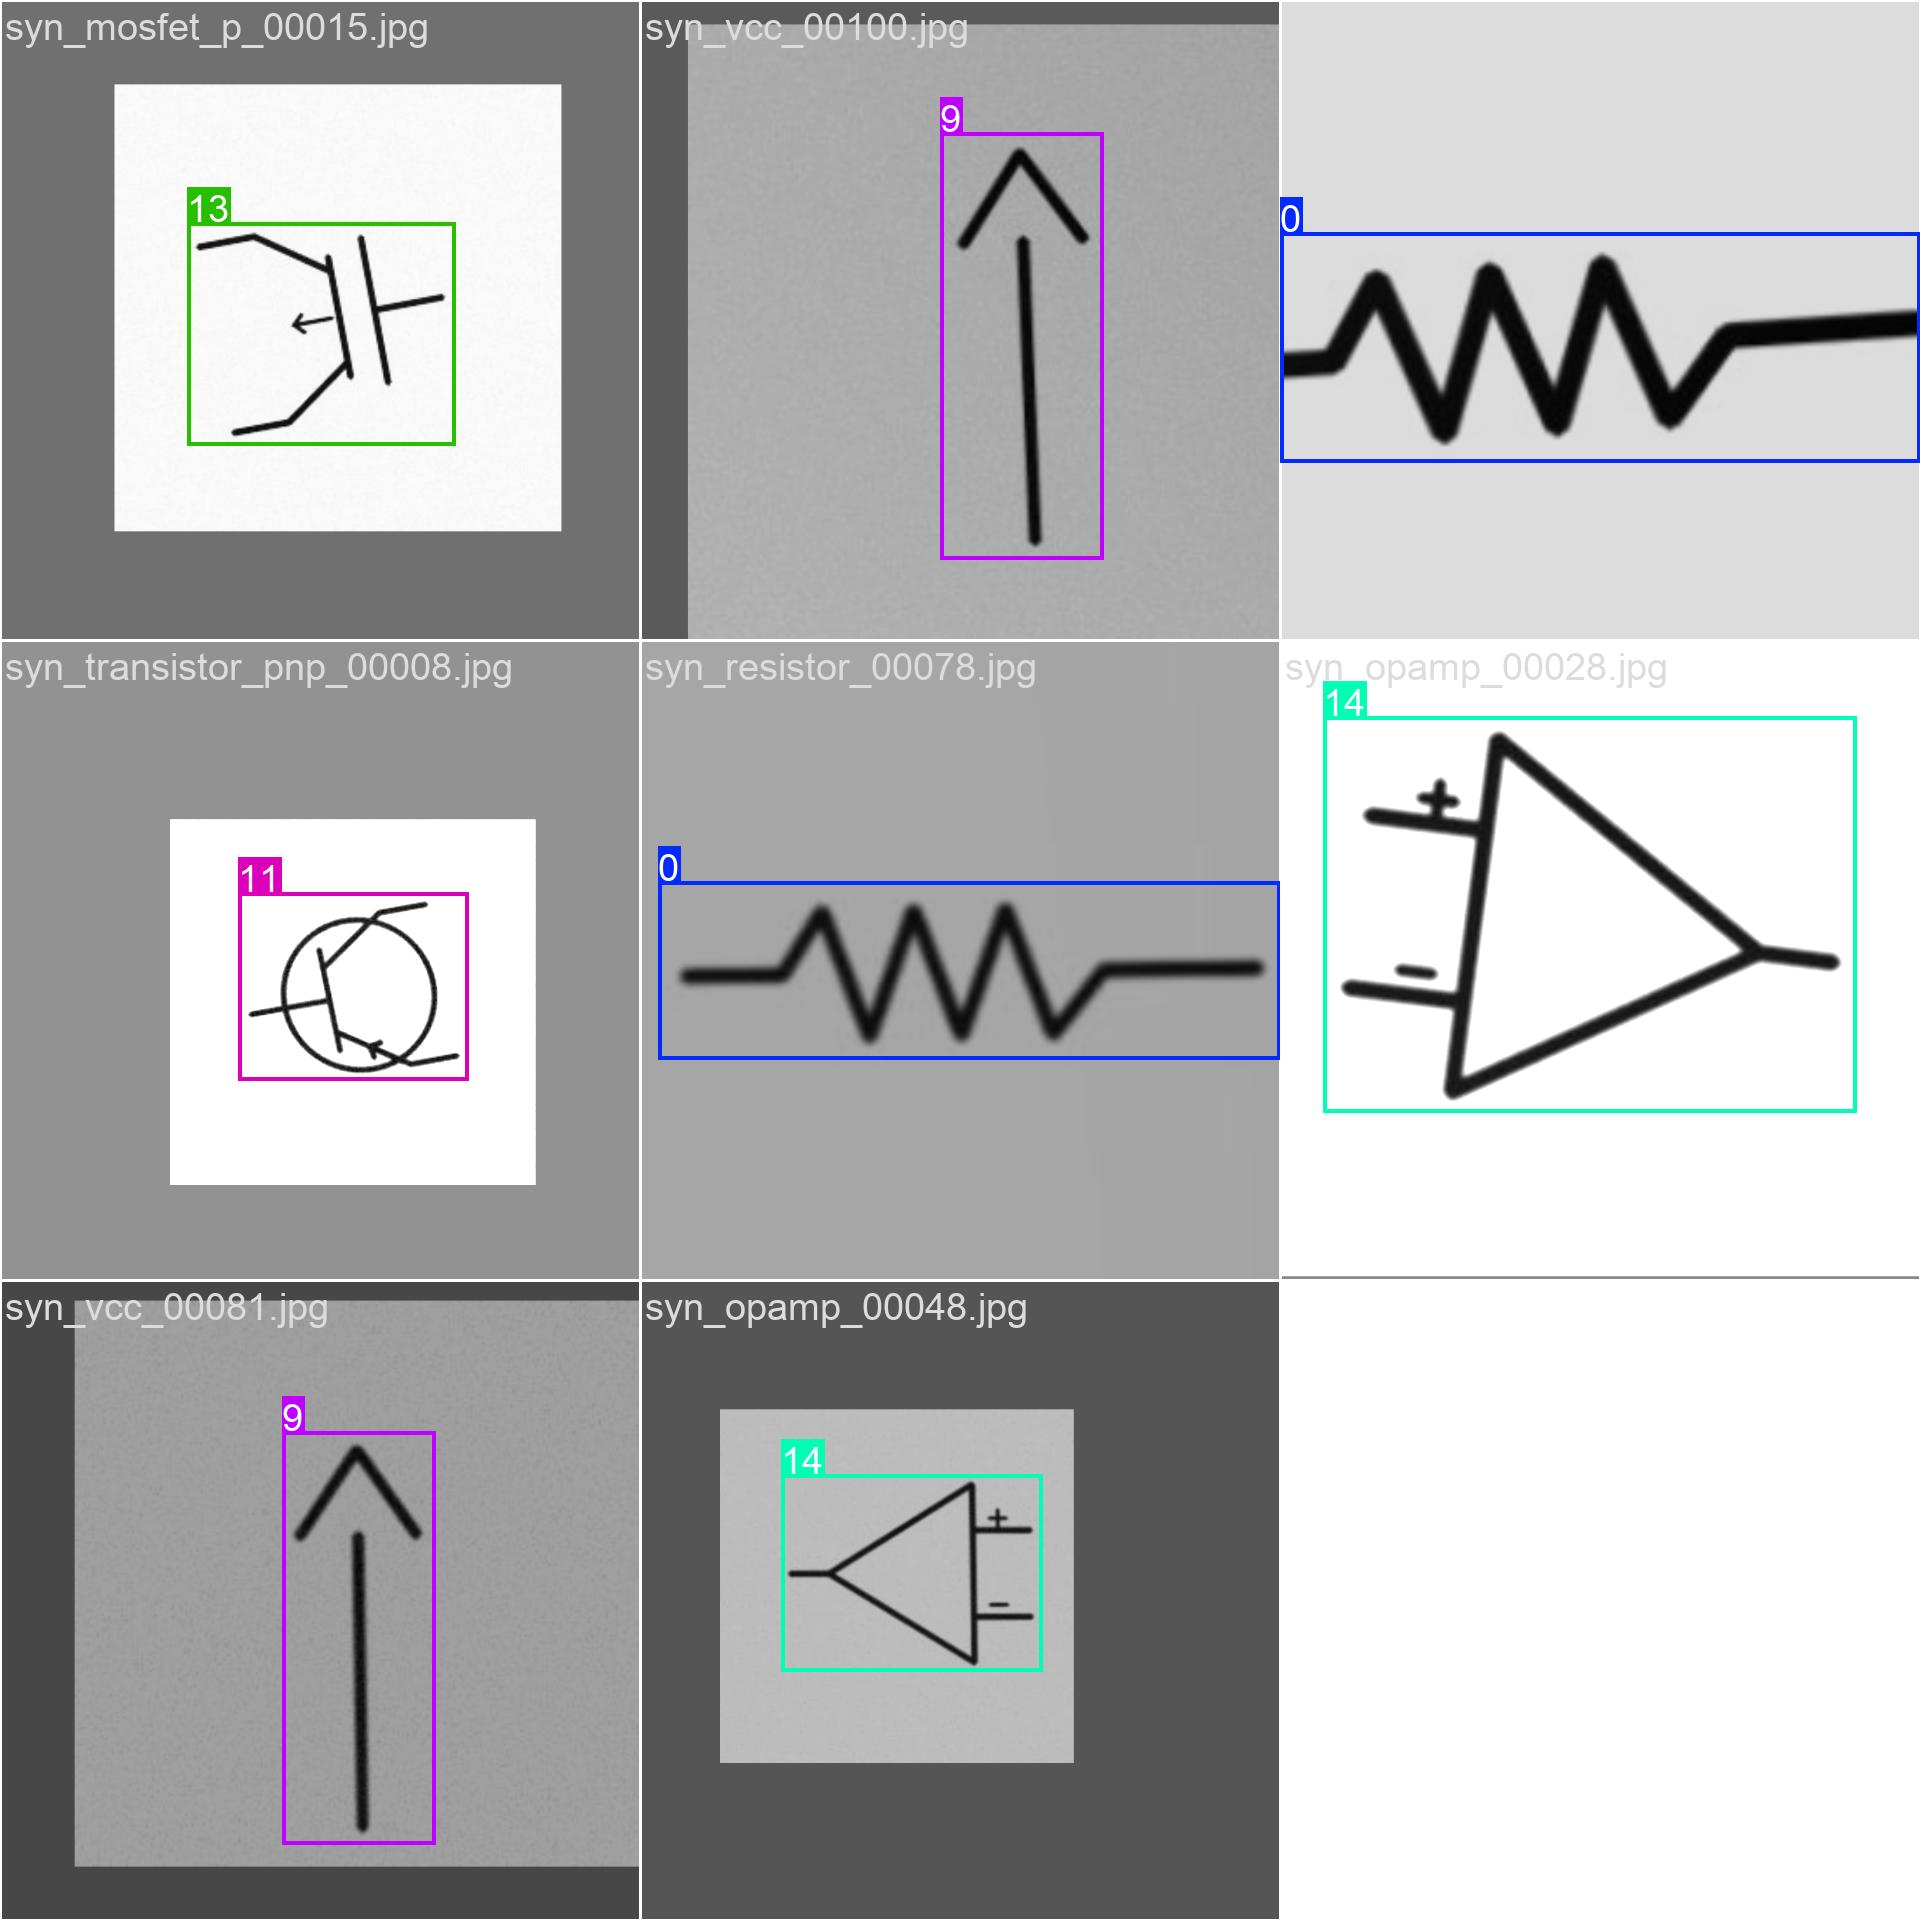 syn_mosfet_p_00015.jpg
13
syn_vcc_00100.jpg
9
0
syn_transistor_pnp_00008.jpg
11
syn_resistor_00078.jpg
0
syn_opamp_00028.jpg
14
+
−
syn_vcc_00081.jpg
9
syn_opamp_00048.jpg
14
+
−